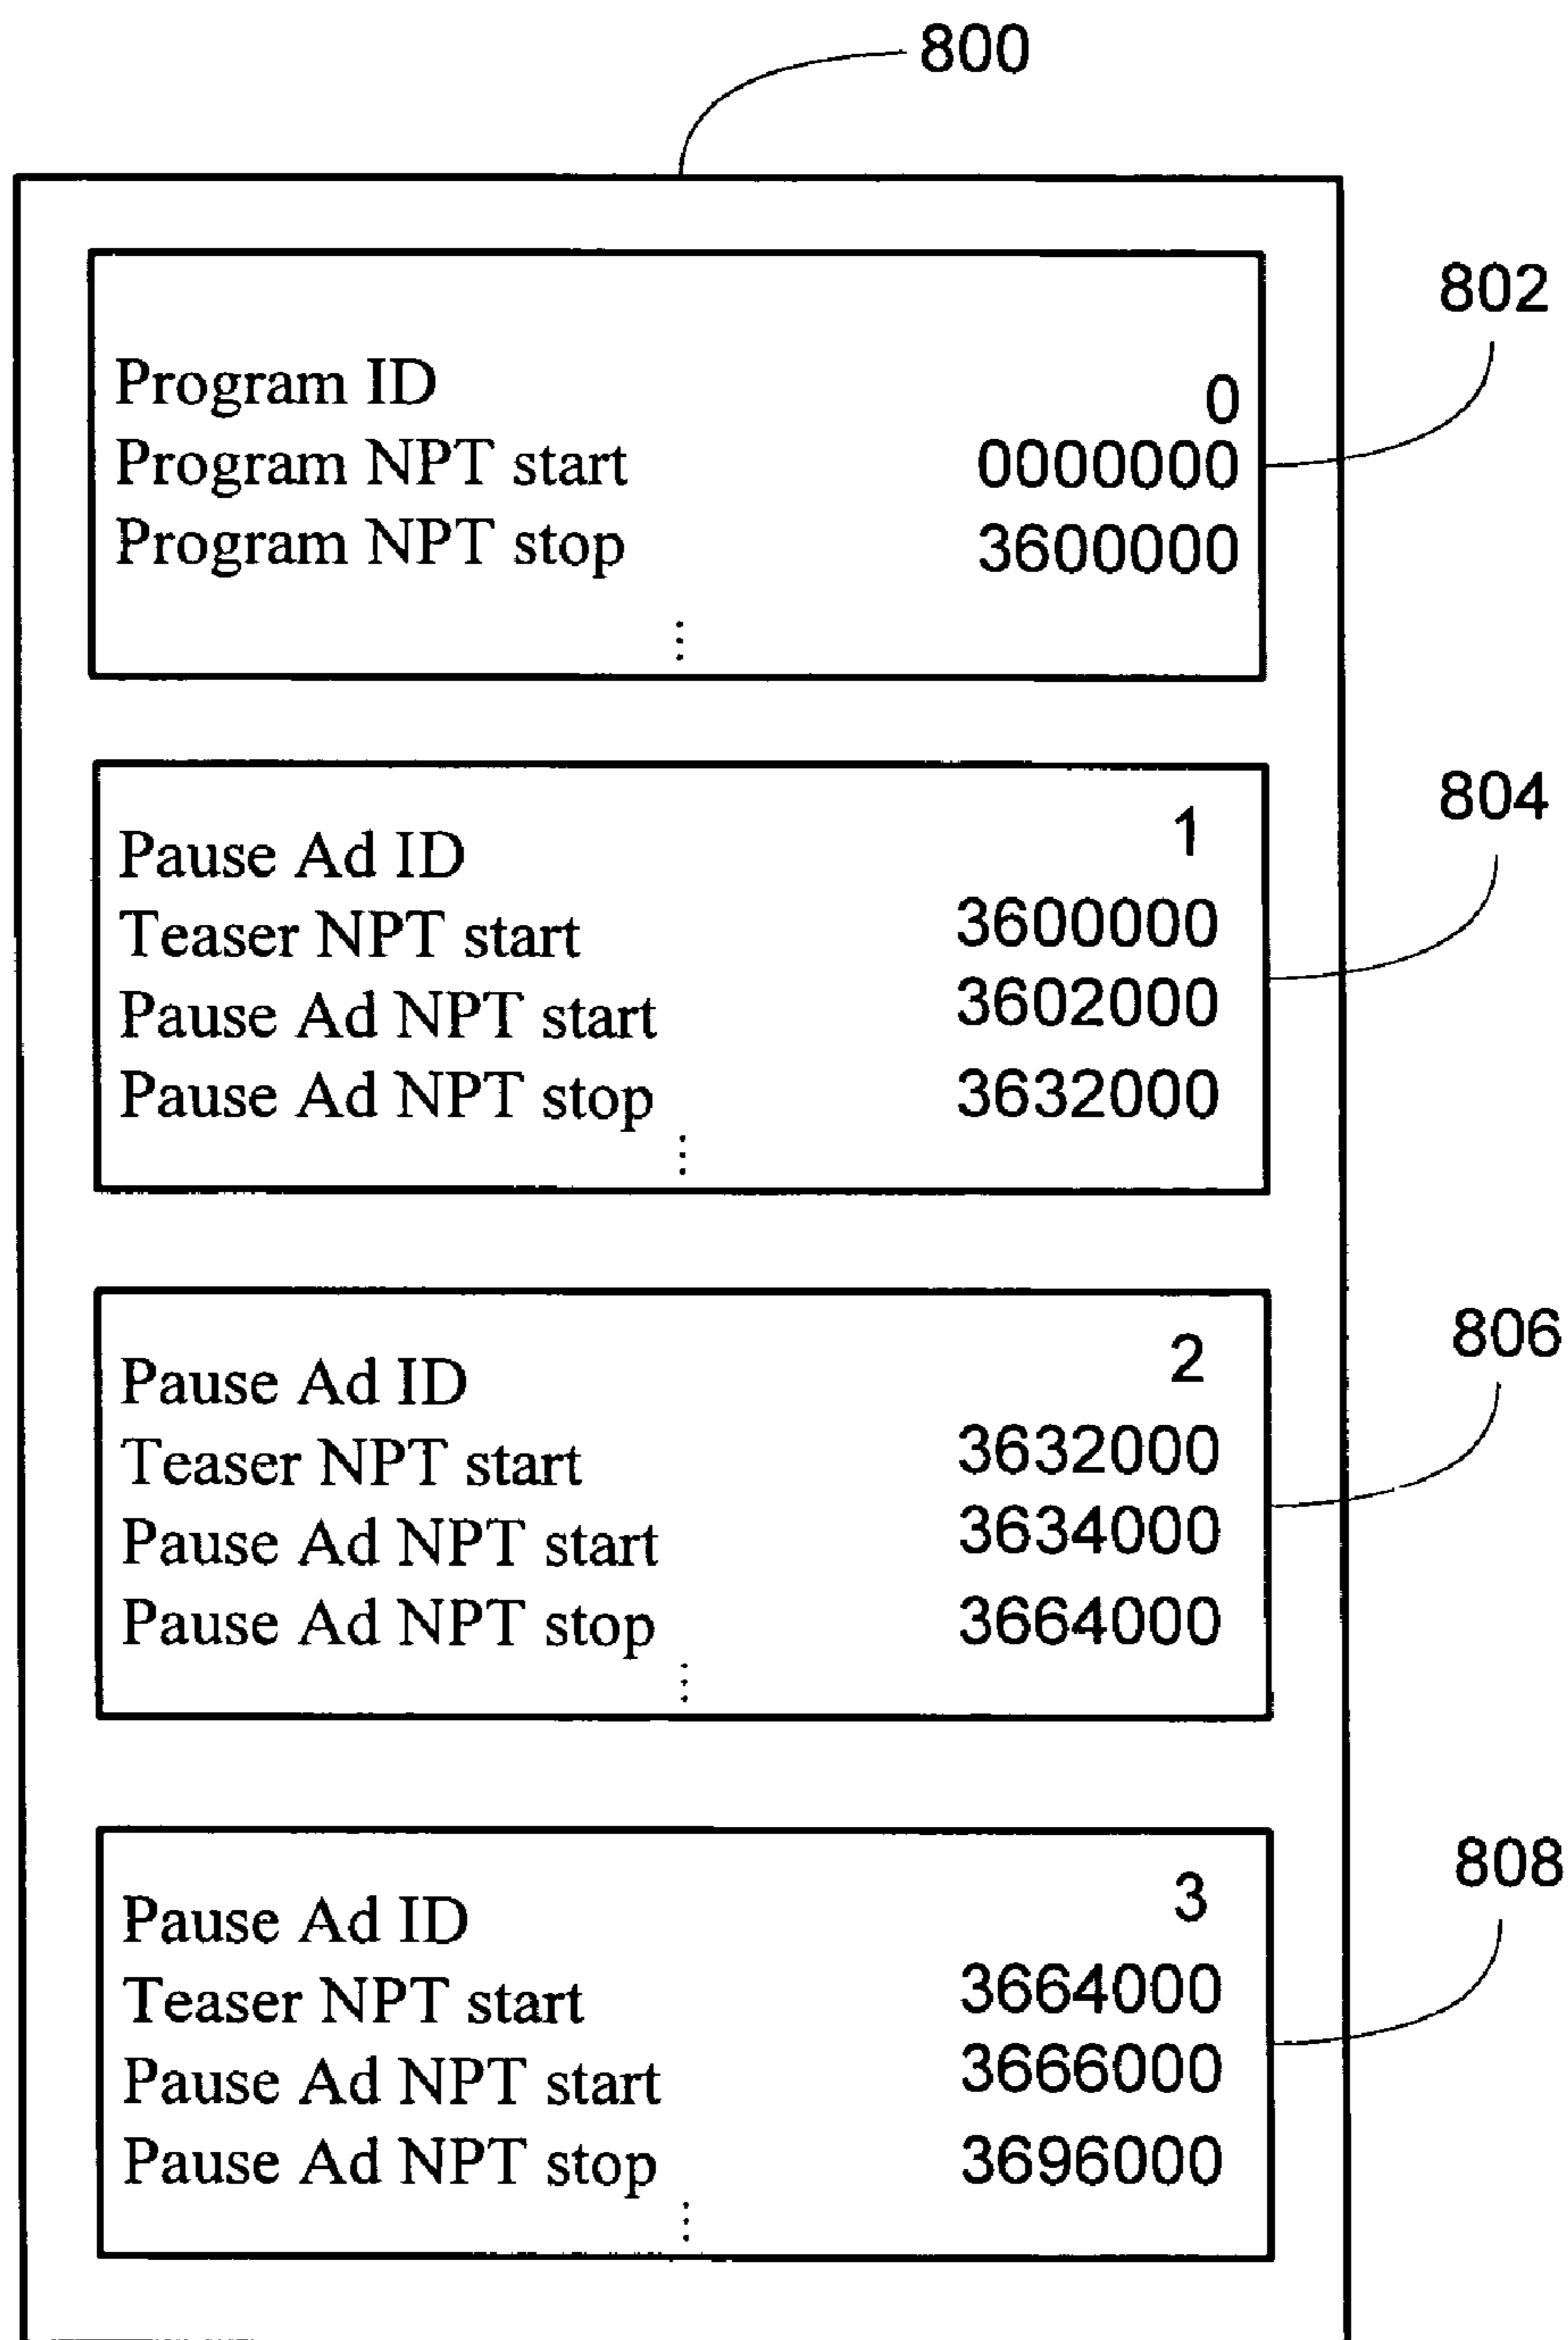 800
802
Program ID 0
Program NPT start 0000000
Program NPT stop 3600000
⋮
804
Pause Ad ID 1
Teaser NPT start 3600000
Pause Ad NPT start 3602000
Pause Ad NPT stop 3632000
⋮
806
Pause Ad ID 2
Teaser NPT start 3632000
Pause Ad NPT start 3634000
Pause Ad NPT stop 3664000
⋮
808
Pause Ad ID 3
Teaser NPT start 3664000
Pause Ad NPT start 3666000
Pause Ad NPT stop 3696000
⋮